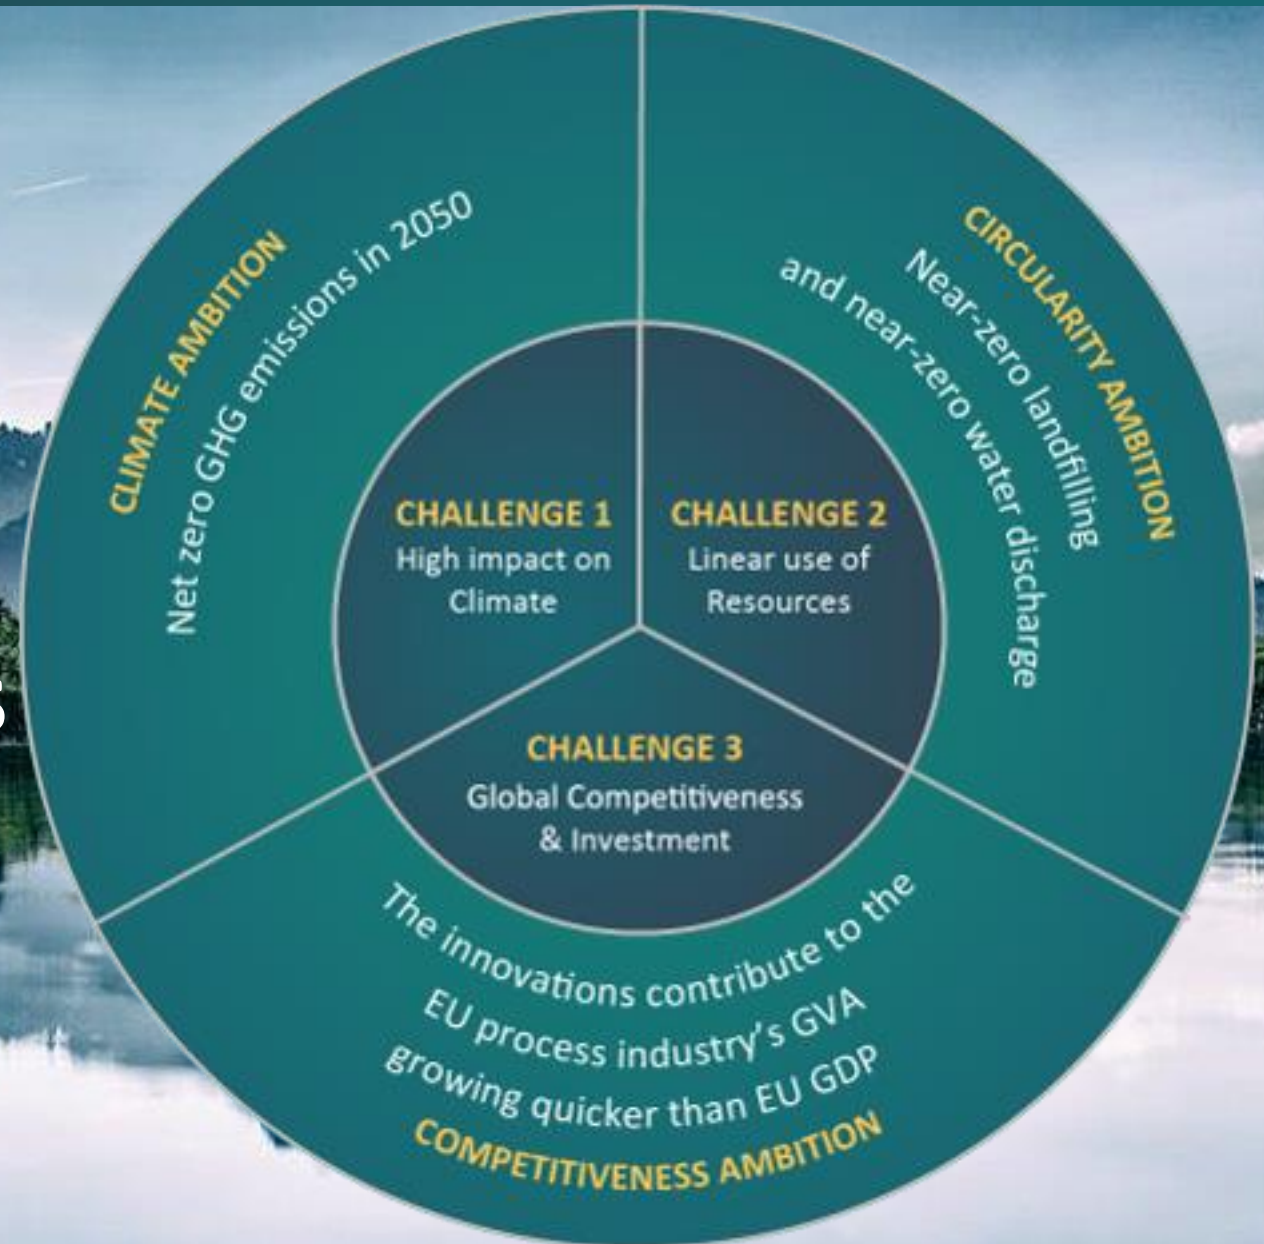 CLIMATE AMBITION
Net zero GHG emissions in 2050
CIRCULARITY AMBITION
Near-zero landfilling
and near-zero water discharge
CHALLENGE 1
High impact on
Climate
CHALLENGE 2
Linear use of
Resources
CHALLENGE 3
Global Competitiveness
& Investment
The innovations contribute to the
EU process industry's GVA
growing quicker than EU GDP
COMPETITIVENESS AMBITION